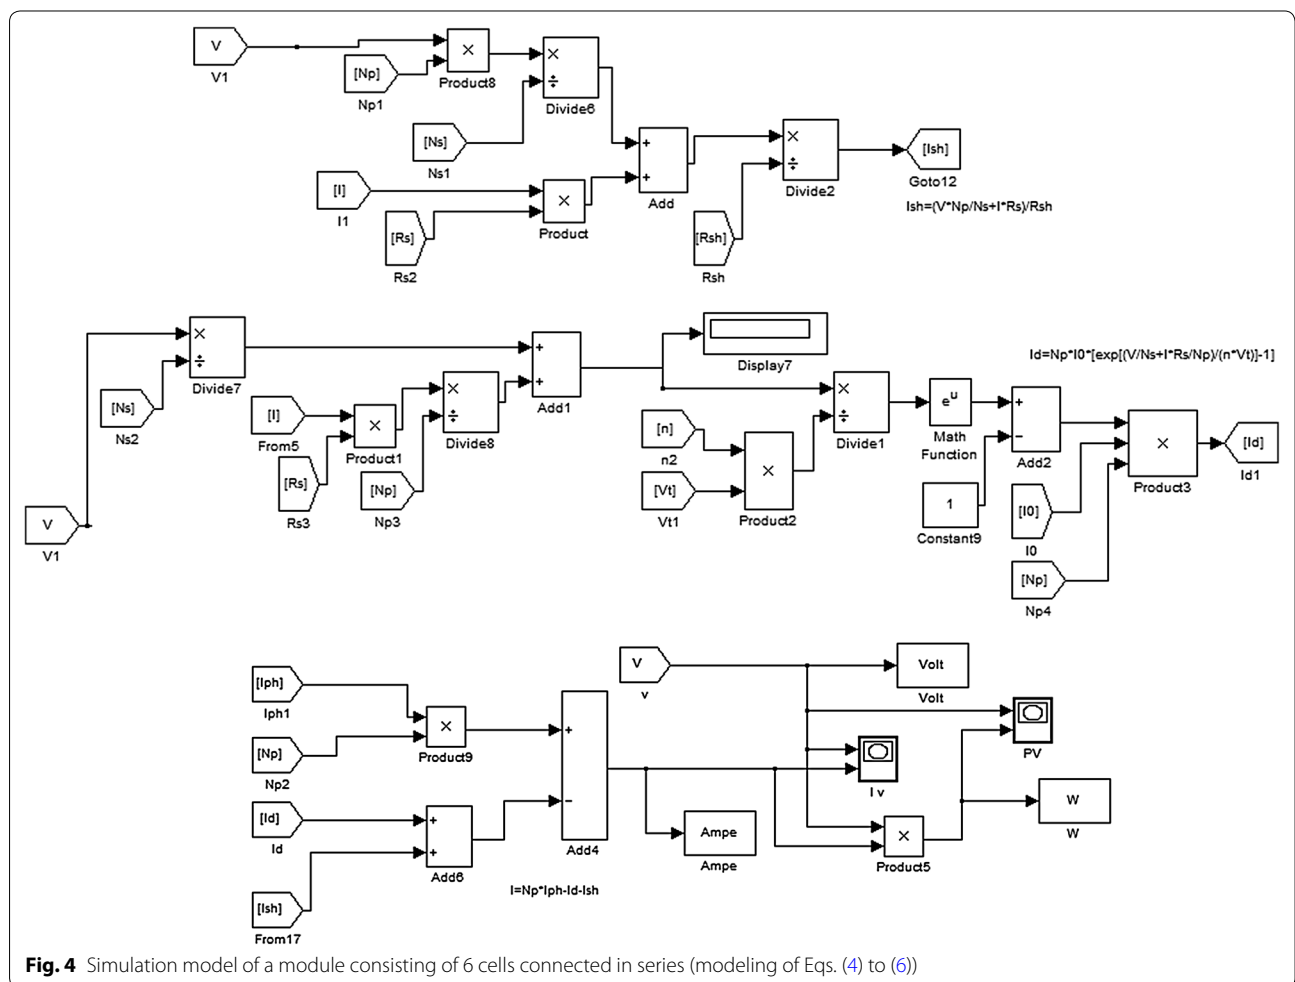 V
V1
[Np]
Np1
×
Product8
×
÷
Divide6
[Ns]
Ns1
[I]
I1
[Rs]
Rs2
×
Product
+
+
Add
[Rsh]
Rsh
×
÷
Divide2
[Ish]
Goto12
Ish=(V*Np/Ns+I*Rs)/Rsh
V
V1
[Ns]
Ns2
×
÷
Divide7
[I]
From5
[Rs]
Rs3
×
Product1
[Np]
Np3
×
÷
Divide8
+
+
Add1
Display7
[n]
n2
[Vt]
Vt1
×
Product2
×
÷
Divide1
eu
Math
Function
1
Constant9
+
−
Add2
[I0]
I0
[Np]
Np4
×
Product3
[Id]
Id1
Id=Np*I0*[exp[(V/Ns+I*Rs/Np)/(n*Vt)]-1]
[Iph]
Iph1
[Np]
Np2
×
Product9
[Id]
Id
[Ish]
From17
+
+
Add6
+
−
Add4
I=Np*Iph-Id-Ish
V
v
Volt
Volt
PV
I v
Ampe
Ampe
×
Product5
W
W
Fig. 4 Simulation model of a module consisting of 6 cells connected in series (modeling of Eqs. (4) to (6))